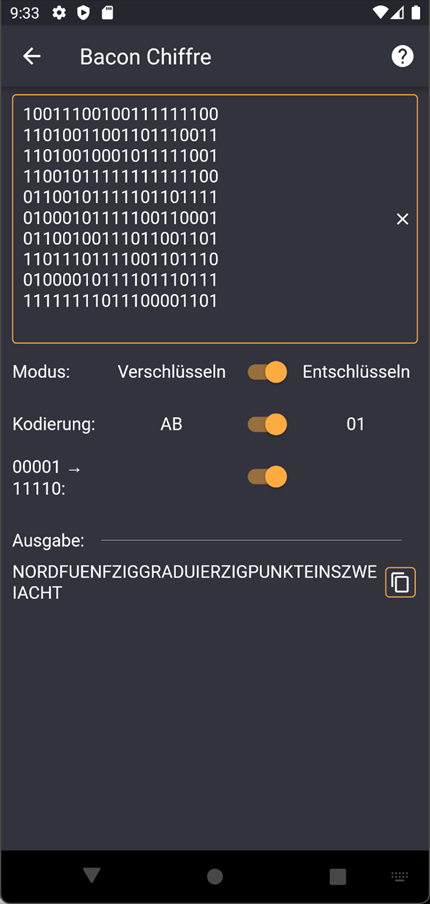 9:33
Bacon Chiffre
10011100100111111100
11010011001101110011
11010010001011111001
11001011111111111100
01100101111101101111
01000101111100110001
01100100111011001101
11011101111001101110
01000010111101110111
11111111011100001101
Modus: Verschlüsseln Entschlüsseln
Kodierung: AB 01
00001 →
11110:
Ausgabe:
NORDFUENFZIGGRADUIERZIGPUNKTEINSZWE
IACHT